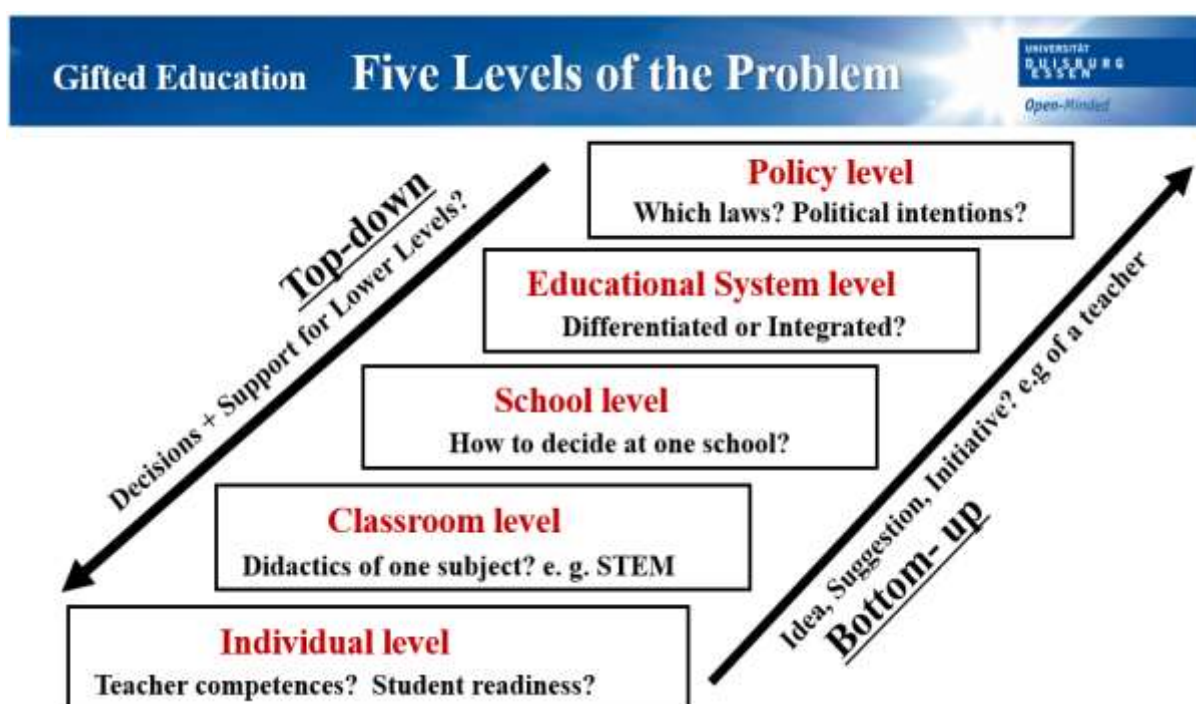 Gifted Education Five Levels of the Problem
UNIVERSITÄT
DUISBURG
ESSEN
Open-Minded
Top-down
Decisions + Support for Lower Levels?
Policy level
Which laws? Political intentions?
Educational System level
Differentiated or Integrated?
School level
How to decide at one school?
Classroom level
Didactics of one subject? e. g. STEM
Individual level
Teacher competences? Student readiness?
Idea, Suggestion, Initiative? e.g of a teacher
Bottom- up